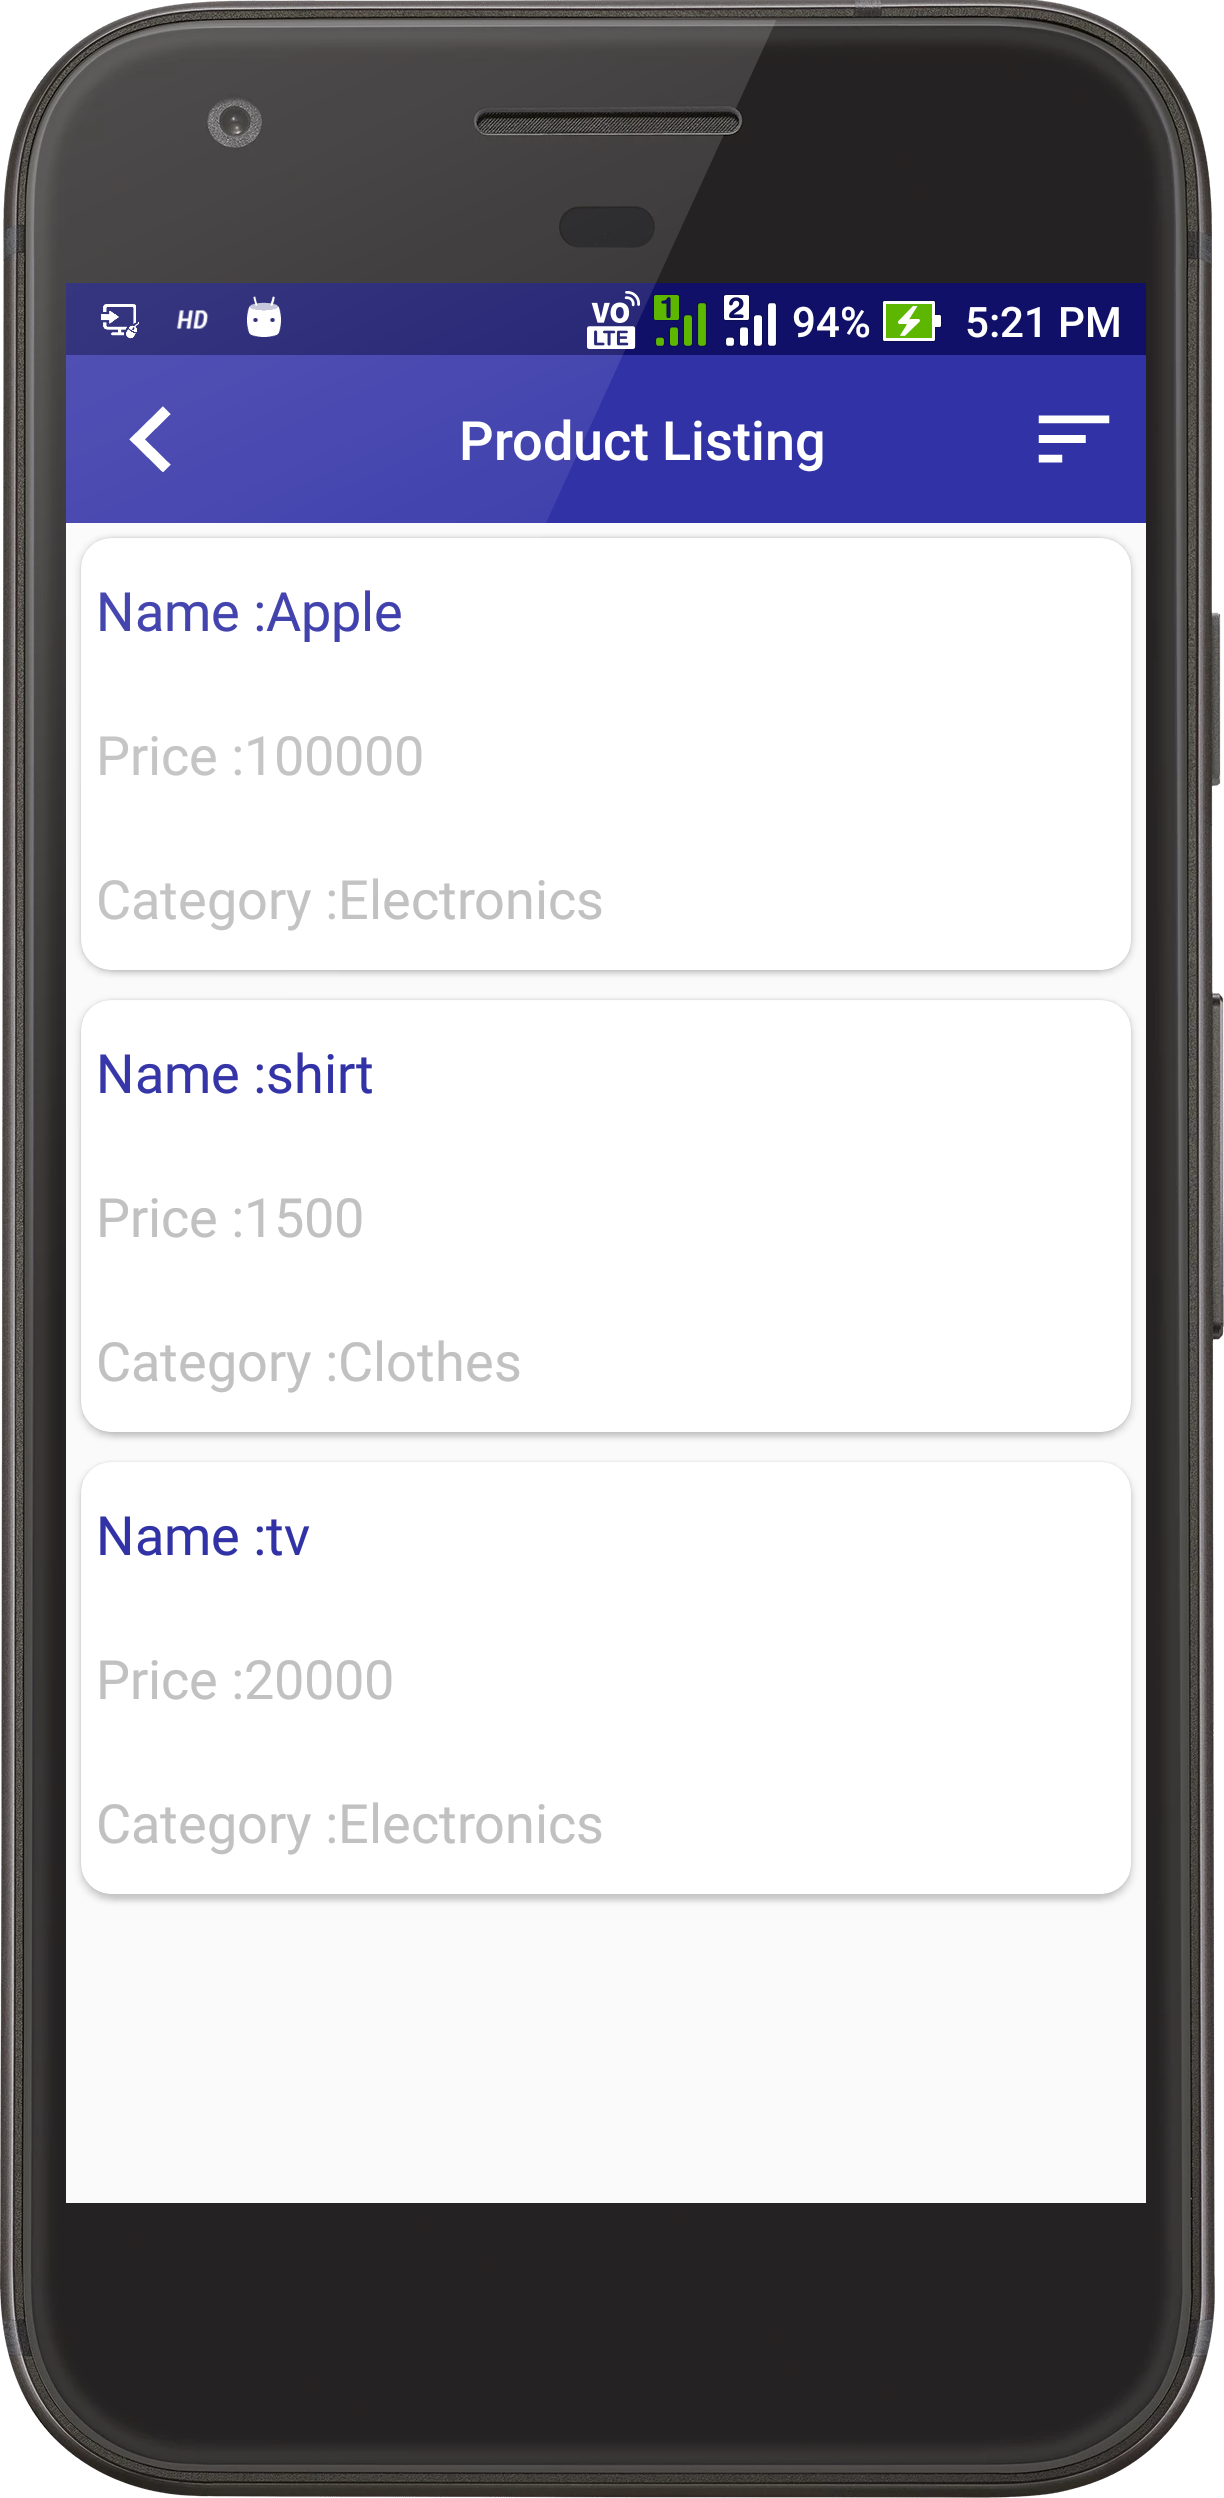 HD VO LTE 1 2 94% 5:21 PM
Product Listing
Name :Apple
Price :100000
Category :Electronics
Name :shirt
Price :1500
Category :Clothes
Name :tv
Price :20000
Category :Electronics